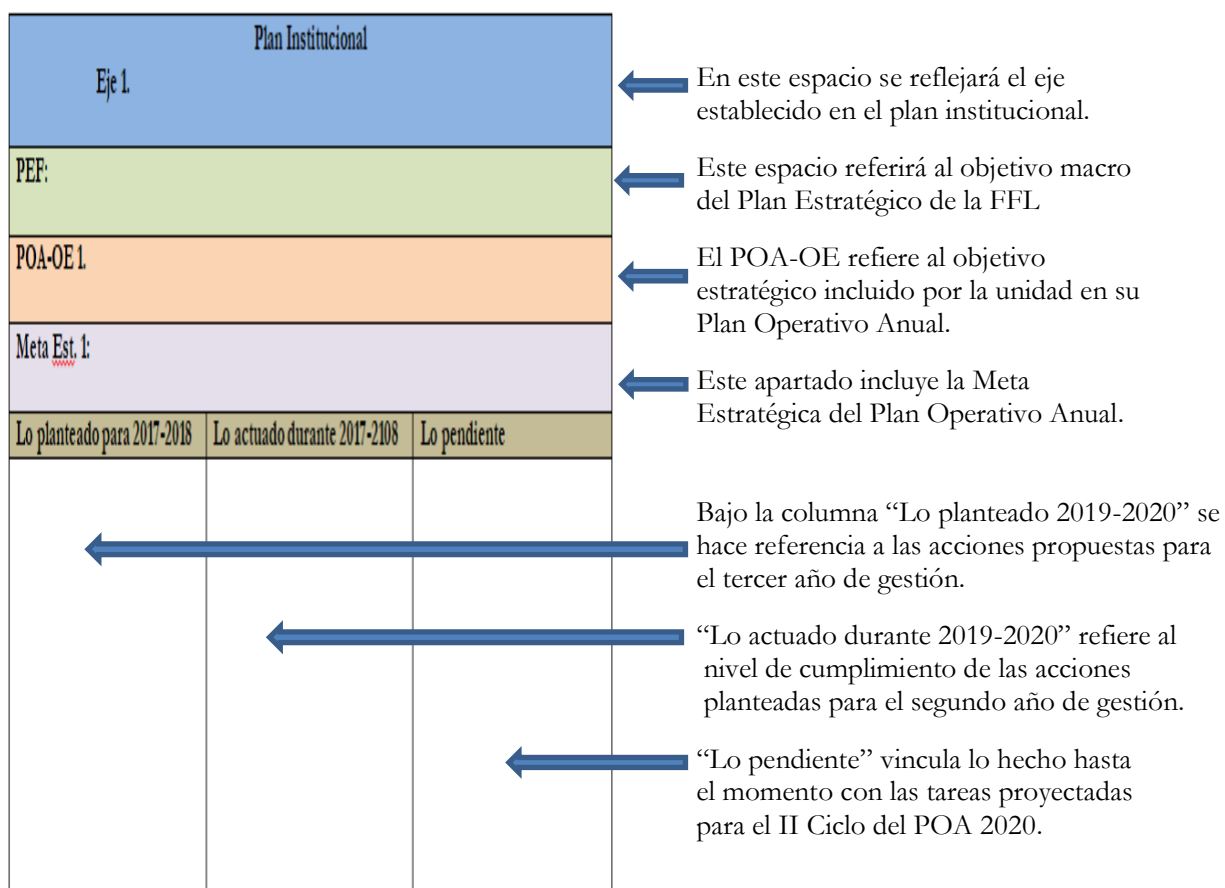 Plan Institucional
Eje 1.
En este espacio se reflejará el eje
establecido en el plan institucional.
PEF:
Este espacio referirá al objetivo macro
del Plan Estratégico de la FFL
POA-OE 1.
El POA-OE refiere al objetivo
estratégico incluido por la unidad en su
Plan Operativo Anual.
Meta Est. 1:
Este apartado incluye la Meta
Estratégica del Plan Operativo Anual.
Lo planteado para 2017-2018 Lo actuado durante 2017-2108 Lo pendiente
Bajo la columna “Lo planteado 2019-2020” se
hace referencia a las acciones propuestas para
el tercer año de gestión.
“Lo actuado durante 2019-2020” refiere al
nivel de cumplimiento de las acciones
planteadas para el segundo año de gestión.
“Lo pendiente” vincula lo hecho hasta
el momento con las tareas proyectadas
para el II Ciclo del POA 2020.